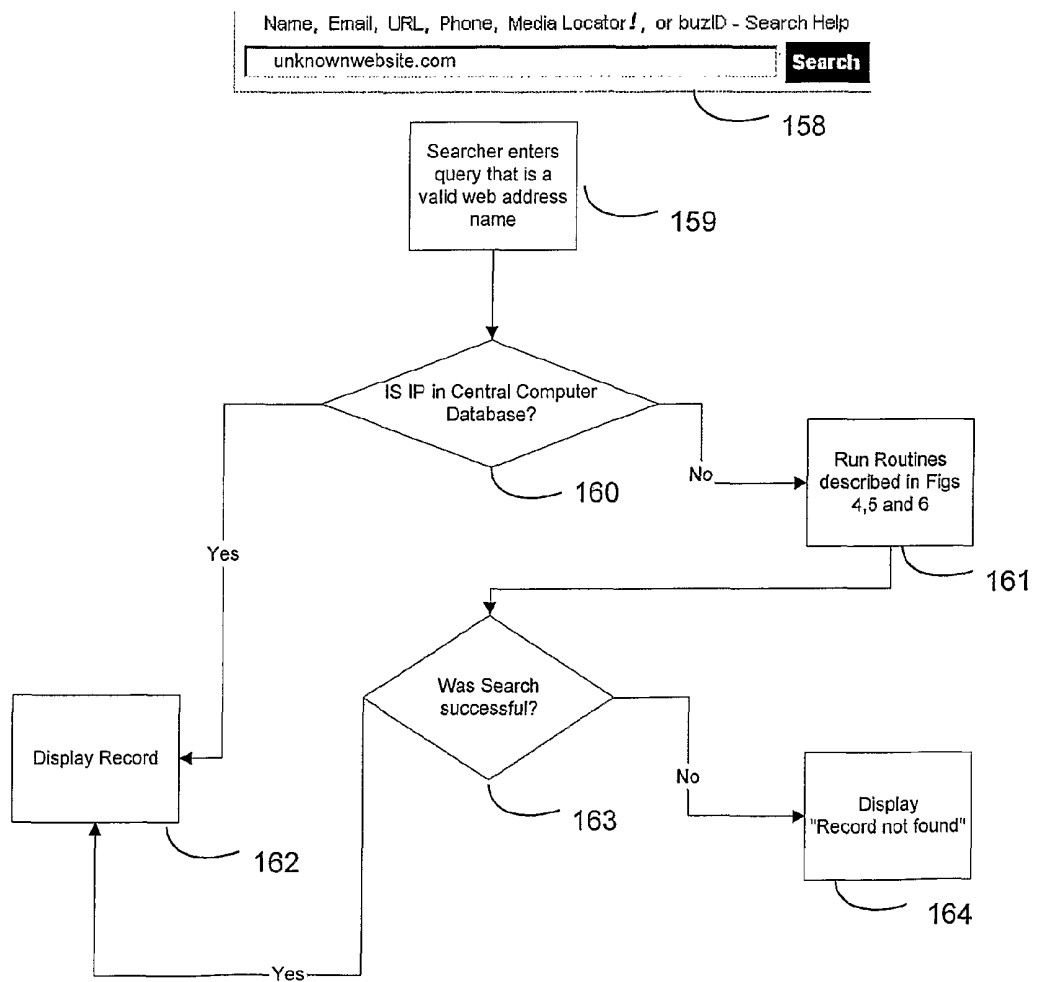 Name, Email, URL, Phone, Media Locator!, or buzID - Search Help
unknownwebsite.com
Search
158
Searcher enters
query that is a
valid web address
name
159
IS IP in Central Computer
Database?
160
No
Run Routines
described in Figs
4,5 and 6
161
Yes
Was Search
successful?
163
Display Record
162
No
Display
"Record not found"
164
Yes